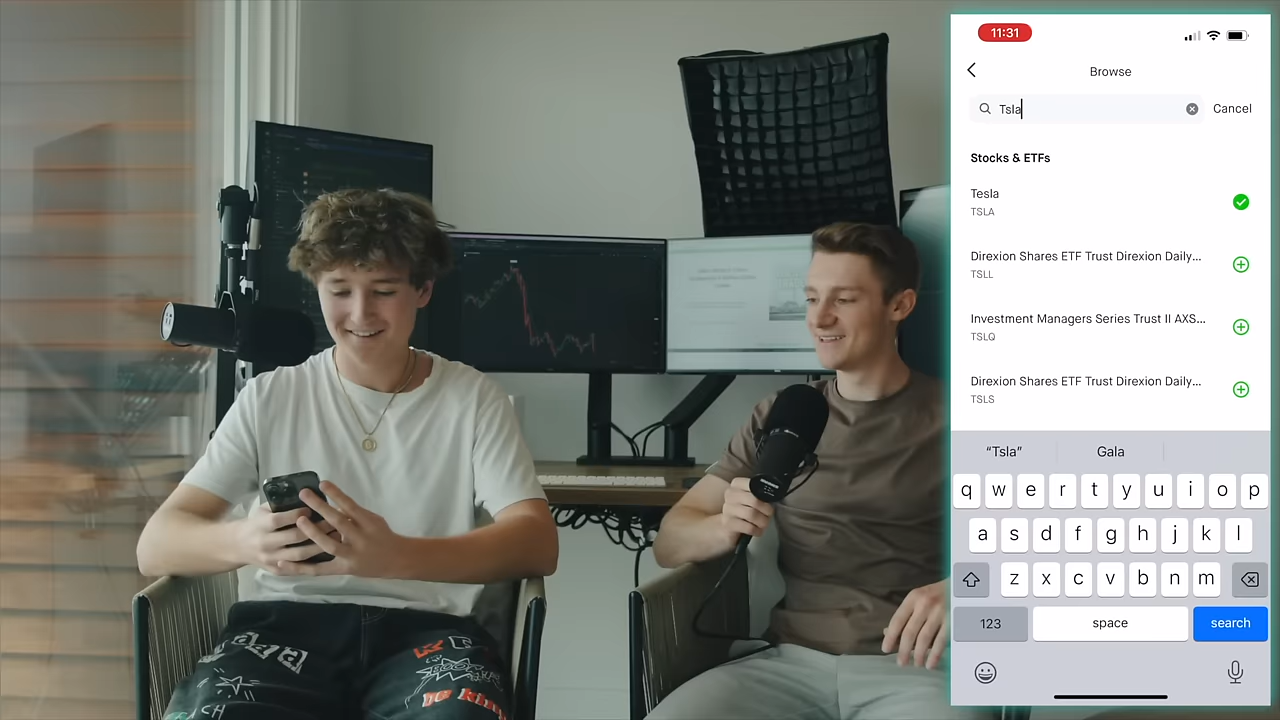 11:31
Browse
Tsla
Cancel
Stocks & ETFs
Tesla
TSLA
Direxion Shares ETF Trust Direxion Daily...
TSLL
Investment Managers Series Trust II AXS...
TSLQ
Direxion Shares ETF Trust Direxion Daily...
TSLS
“Tsla” Gala
q w e r t y u i o p
a s d f g h j k l
z x c v b n m
123 space search